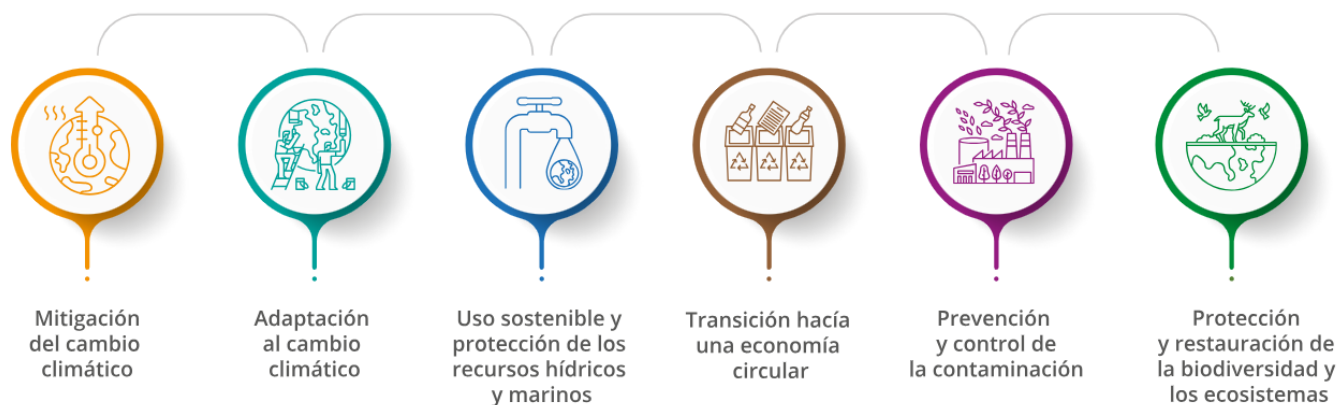 Mitigación
del cambio
climático
Adaptación
al cambio
climático
Uso sostenible y
protección de los
recursos hídricos
y marinos
Transición hacía
una economía
circular
Prevención
y control de
la contaminación
Protección
y restauración de
la biodiversidad y
los ecosistemas